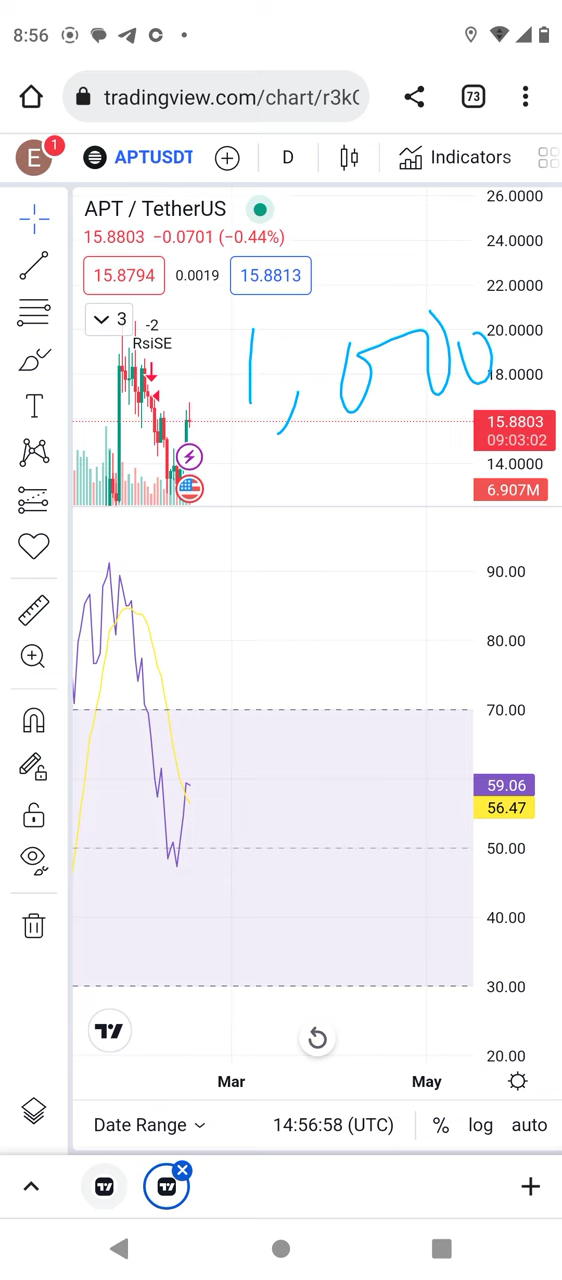 8:56
tradingview.com/chart/r3k
73
E 1 APTUSDT D Indicators
APT / TetherUS
15.8803 −0.0701 (−0.44%)
15.8794 0.0019 15.8813
3
-2
RsiSE
1,000
26.0000
24.0000
22.0000
20.0000
18.0000
15.8803
09:03:02
14.0000
6.907M
90.00
80.00
70.00
59.06
56.47
50.00
40.00
30.00
20.00
Mar May
Date Range 14:56:58 (UTC) % log auto